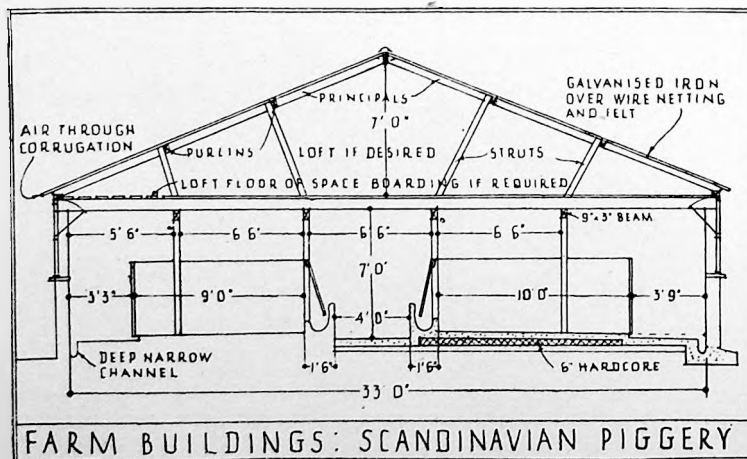 PRINCIPALS
7'0"
GALVANISED IRON
OVER WIRE NETTING
AND FELT
AIR THROUGH
CORRUGATION
PURLINS
LOFT IF DESIRED
STRUTS
LOFT FLOOR OF SPACE BOARDING IF REQUIRED
9"x3" BEAM
5'6"
6'6"
6'6"
6'6"
7'0"
3'3"
9'0"
10'0"
3'9"
4'0"
DEEP NARROW
CHANNEL
1'6"
1'6"
6" HARDCORE
33'0"
FARM BUILDINGS: SCANDINAVIAN PIGGERY